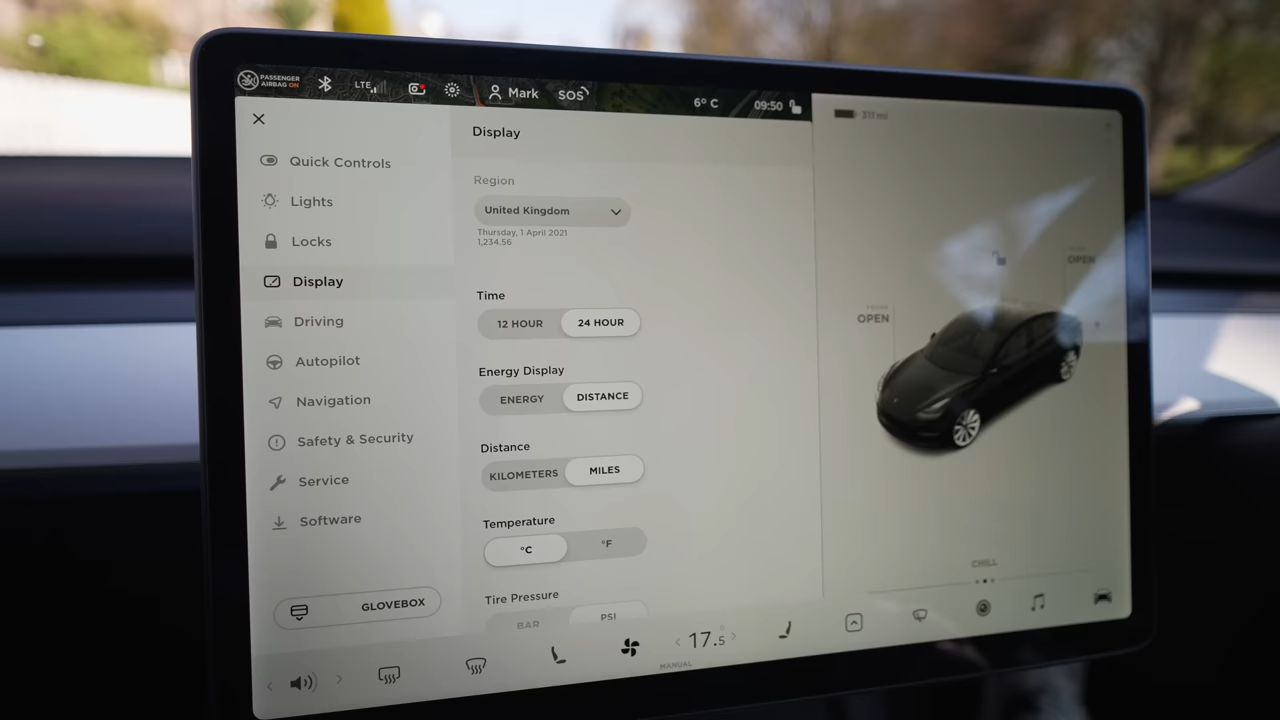 PASSENGER
AIRBAG ON
LTE
Mark
SOS
6° C
09:50
311 mi
Display
Quick Controls
Lights
Locks
Display
Driving
Autopilot
Navigation
Safety & Security
Service
Software
GLOVEBOX
Region
United Kingdom
Thursday, 1 April 2021
1,234.56
Time
12 HOUR 24 HOUR
Energy Display
ENERGY DISTANCE
Distance
KILOMETERS MILES
Temperature
°C °F
Tire Pressure
BAR PSI
OPEN
OPEN
CHILL
17.5
MANUAL